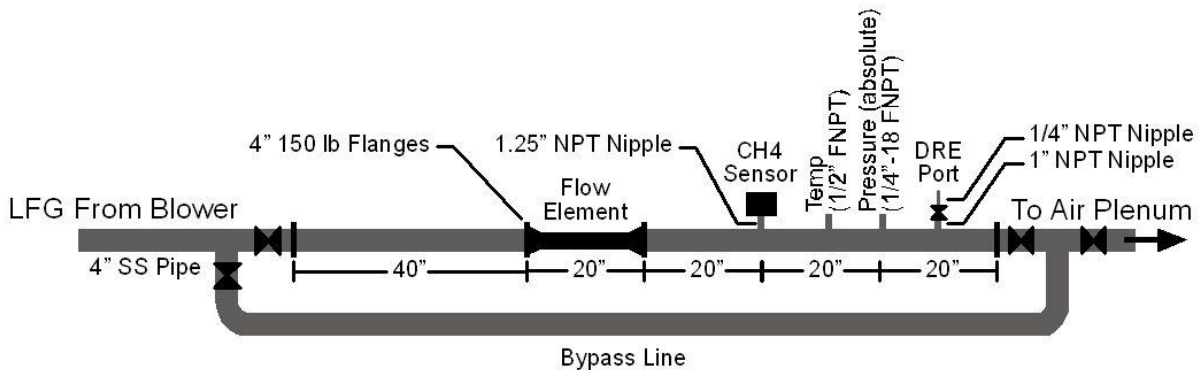 Temp
(1/2” FNPT)
Pressure (absolute)
(1/4”-18 FNPT)
4” 150 lb Flanges
1.25” NPT Nipple
CH4
Sensor
DRE
Port
1/4” NPT Nipple
1” NPT Nipple
Flow
Element
LFG From Blower
To Air Plenum
4” SS Pipe
40”
20”
20”
20”
20”
Bypass Line